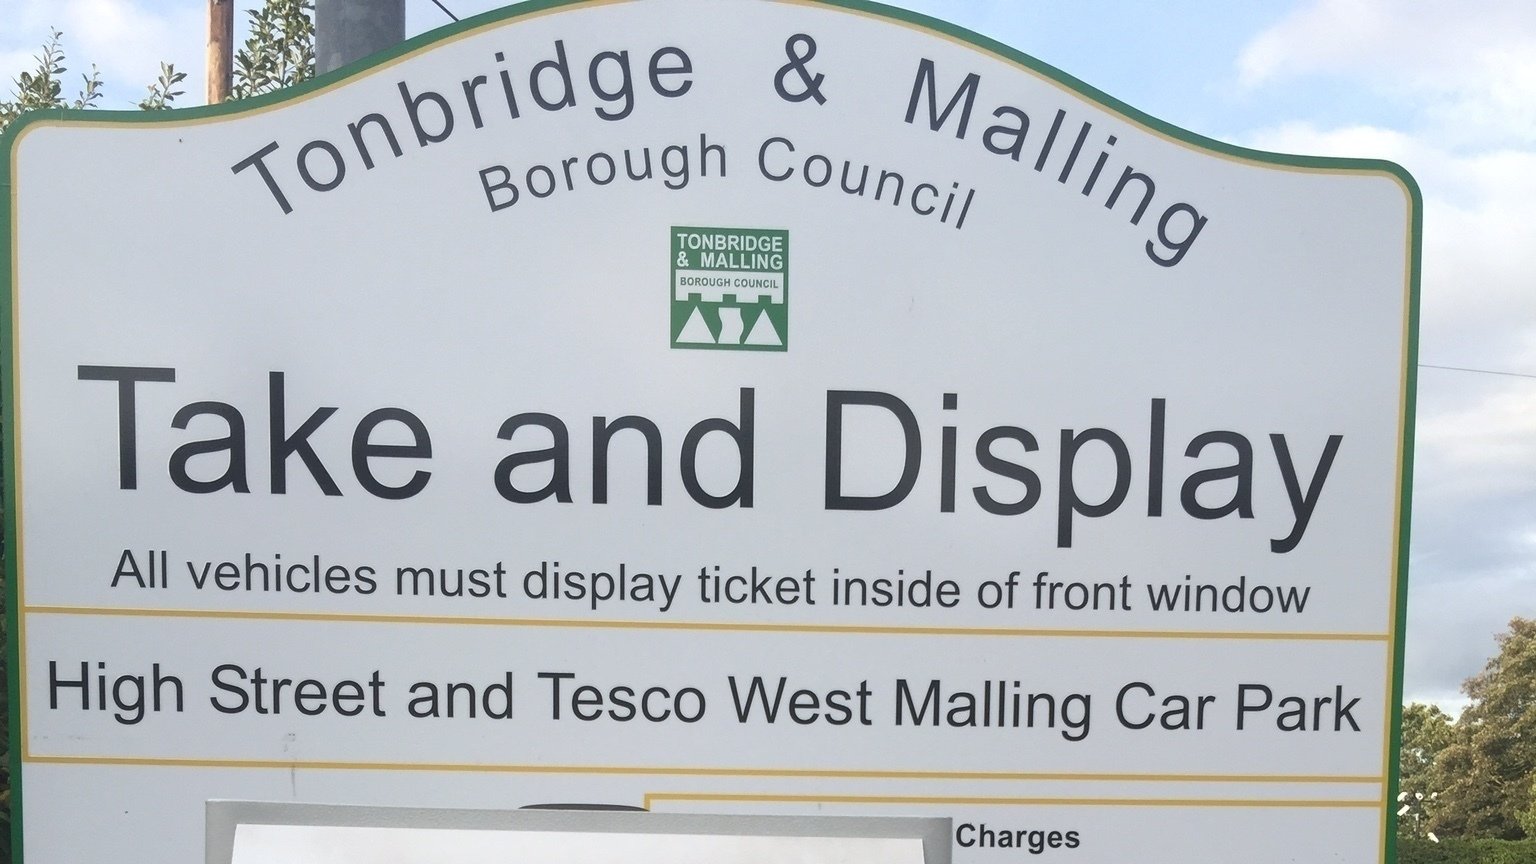 Tonbridge & Malling
Borough Council
TONBRIDGE
& MALLING
BOROUGH COUNCIL
Take and Display
All vehicles must display ticket inside of front window
High Street and Tesco West Malling Car Park
Charges